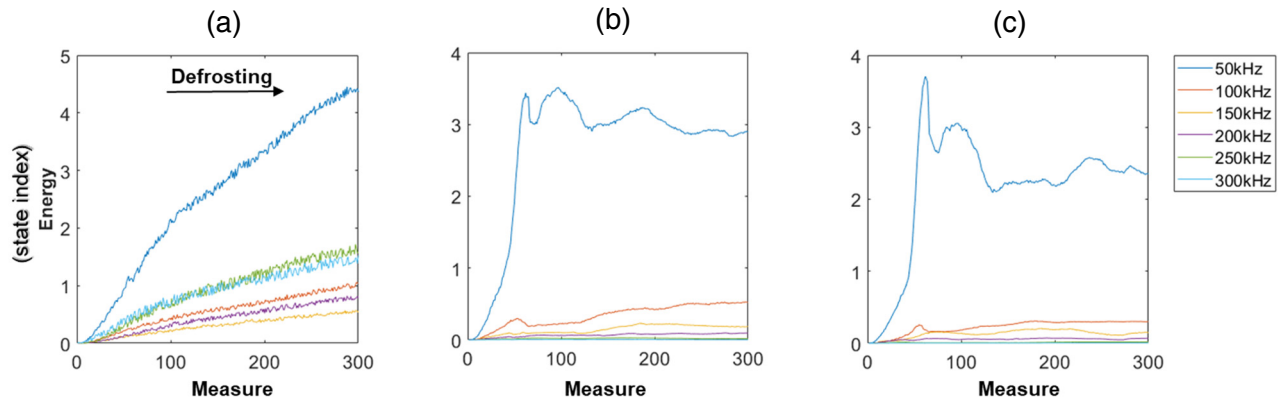 (a)
(state index)
Energy
5
4
3
2
1
0
Defrosting
0 100 200 300
Measure
(b)
4
3
2
1
0
0 100 200 300
Measure
(c)
4
3
2
1
0
0 100 200 300
Measure
50kHz
100kHz
150kHz
200kHz
250kHz
300kHz